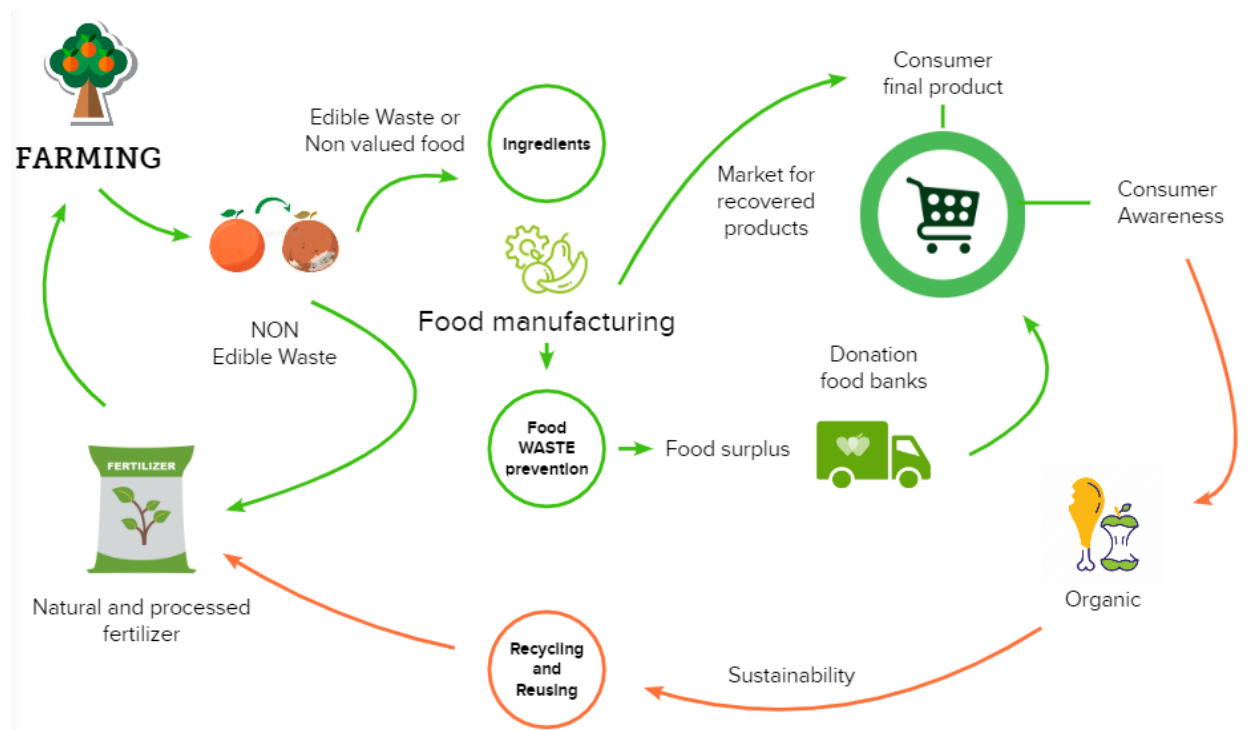 FARMING
Edible Waste or
Non valued food
Ingredients
Consumer
final product
Market for
recovered
products
Consumer
Awareness
NON
Edible Waste
Food manufacturing
Donation
food banks
Food
WASTE
prevention
Food surplus
FERTILIZER
Natural and processed
fertilizer
Organic
Recycling
and
Reusing
Sustainability